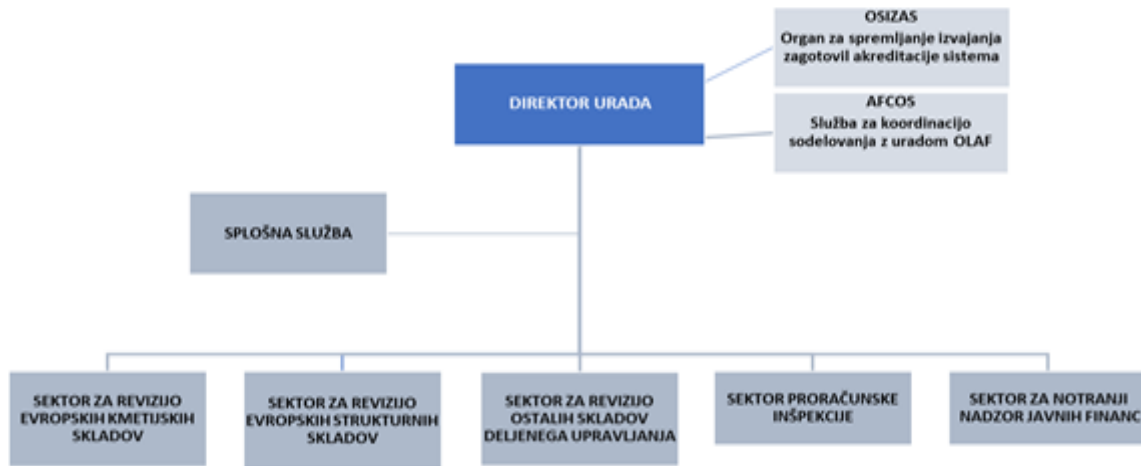 OSIZAS
Organ za spremljanje izvajanja
zagotovil akreditacije sistema
DIREKTOR URADA
AFCOS
Služba za koordinacijo
sodelovanja z uradom OLAF
SPLOŠNA SLUŽBA
SEKTOR ZA REVIZIJO
EVROPSKIH KMETIJSKIH
SKLADOV
SEKTOR ZA REVIZIJO
EVROPSKIH STRUKTURNIH
SKLADOV
SEKTOR ZA REVIZIJO
OSTALIH SKLADOV
DELJENEGA UPRAVLJANJA
SEKTOR PRORAČUNSKE
INŠPEKCIJE
SEKTOR ZA NOTRANJI
NADZOR JAVNIH FINANC